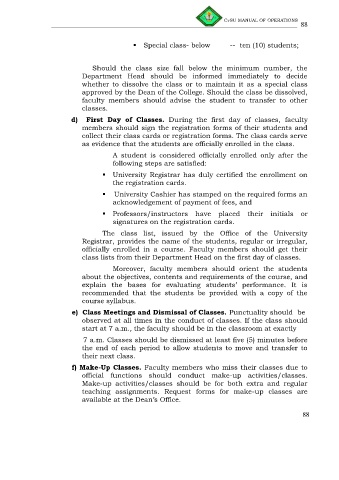 CvSU MANUAL OF OPERATIONS
88
▪ Special class- below -- ten (10) students;
Should the class size fall below the minimum number, the
Department Head should be informed immediately to decide
whether to dissolve the class or to maintain it as a special class
approved by the Dean of the College. Should the class be dissolved,
faculty members should advise the student to transfer to other
classes.
d) First Day of Classes. During the first day of classes, faculty
members should sign the registration forms of their students and
collect their class cards or registration forms. The class cards serve
as evidence that the students are officially enrolled in the class.
A student is considered officially enrolled only after the
following steps are satisfied:
▪ University Registrar has duly certified the enrollment on
the registration cards.
▪ University Cashier has stamped on the required forms an
acknowledgement of payment of fees, and
▪ Professors/instructors have placed their initials or
signatures on the registration cards.
The class list, issued by the Office of the University
Registrar, provides the name of the students, regular or irregular,
officially enrolled in a course. Faculty members should get their
class lists from their Department Head on the first day of classes.
Moreover, faculty members should orient the students
about the objectives, contents and requirements of the course, and
explain the bases for evaluating students' performance. It is
recommended that the students be provided with a copy of the
course syllabus.
e) Class Meetings and Dismissal of Classes. Punctuality should be
observed at all times in the conduct of classes. If the class should
start at 7 a.m., the faculty should be in the classroom at exactly
7 a.m. Classes should be dismissed at least five (5) minutes before
the end of each period to allow students to move and transfer to
their next class.
f) Make-Up Classes. Faculty members who miss their classes due to
official functions should conduct make-up activities/classes.
Make-up activities/classes should be for both extra and regular
teaching assignments. Request forms for make-up classes are
available at the Dean's Office.
88